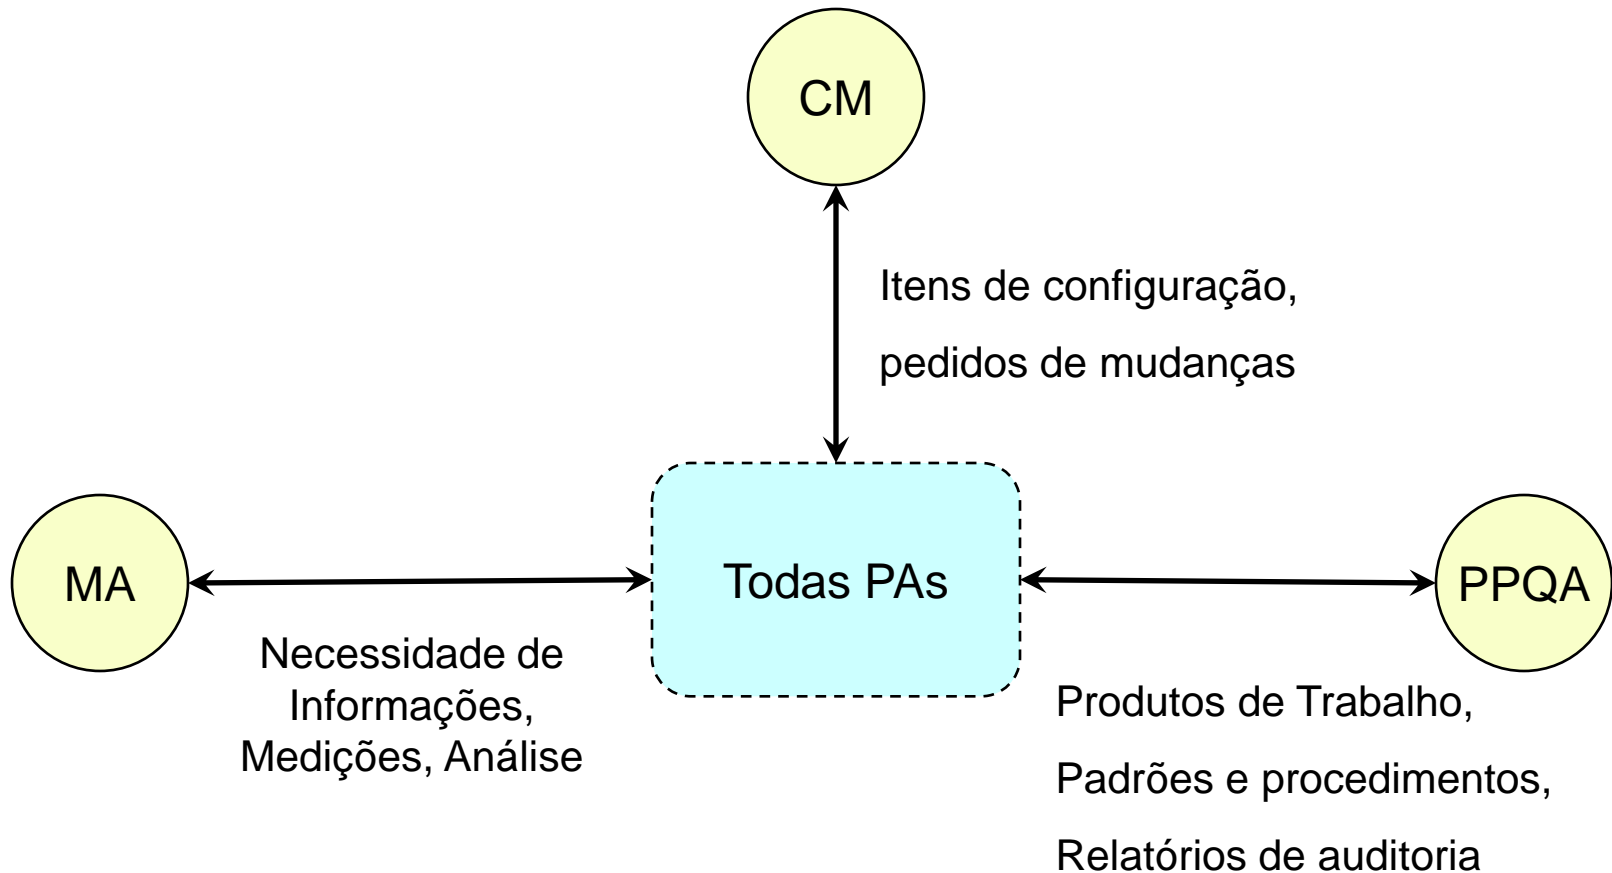 CM
Itens de configuração,
pedidos de mudanças
MA
Todas PAs
PPQA
Necessidade de
Informações,
Medições, Análise
Produtos de Trabalho,
Padrões e procedimentos,
Relatórios de auditoria